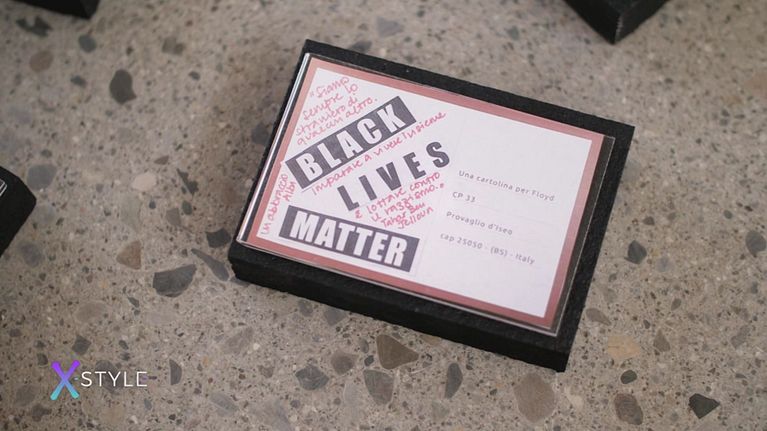 "Siamo
sempre lo
straniero di
qualcun altro.
BLACK
imparare a vivere insieme
LIVES
è lottare contro
il razzismo."
Tahar Ben
Jelloun
MATTER
un abbraccio
Alba
Una cartolina per Floyd
CP 33
Provaglio d'Iseo
cap 25050 - (BS) - Italy
X-STYLE